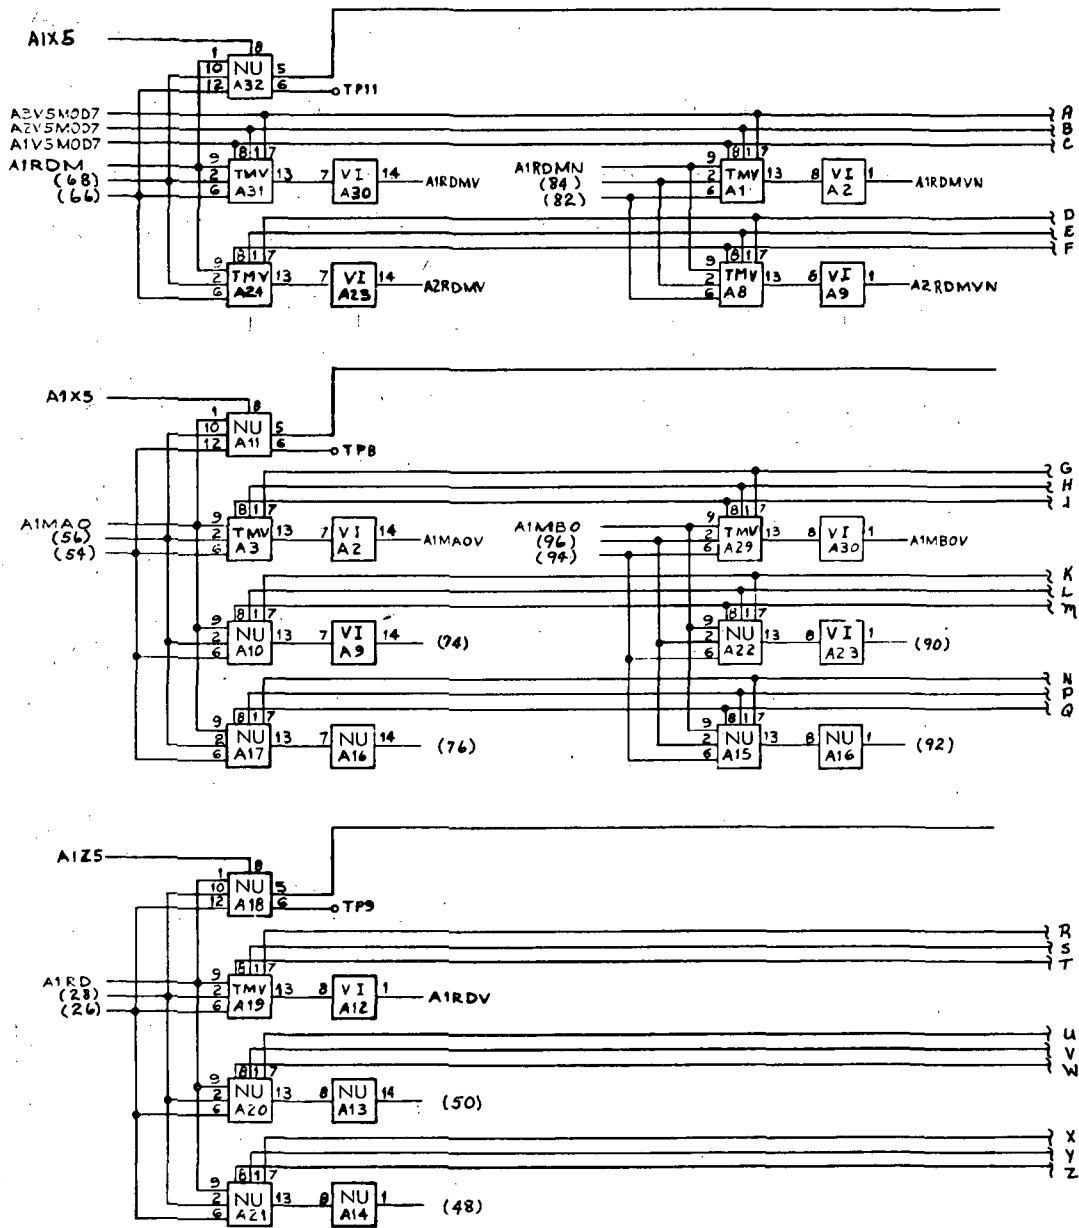 A1X5
8
1
10 NU 5
12 A32 6 TP11
A3V5MOD7 A
A2V5MOD7 B
A1V5MOD7 C
8 1 7 8 1 7
A1RDM 9 A1RDMN 9
(68) 2 TMV 13 7 VI 14 A1RDMV (84) 2 TMV 13 8 VI 1 A1RDMVN
(66) 6 A31 A30 (82) 6 A1 A2
D
E
F
8 1 7 8 1 7
9 9
2 TMV 13 7 VI 14 A2RDMV 2 TMV 13 8 VI 1 A2RDMVN
6 A24 A23 6 A8 A9
A1X5
8
1
10 NU 5
12 A11 6 TP8
G
H
J
8 1 7 8 1 7
A1MAO 9 A1MBO 9
(56) 2 TMV 13 7 VI 14 A1MAOV (96) 2 TMV 13 8 VI 1 A1MBOV
(54) 6 A3 A2 (94) 6 A29 A30
K
L
M
8 1 7 8 1 7
9 9
2 NU 13 7 VI 14 (74) 2 NU 13 8 VI 1 (90)
6 A10 A9 6 A22 A23
N
P
Q
8 1 7 8 1 7
9 9
2 NU 13 7 NU 14 (76) 2 NU 13 8 NU 1 (92)
6 A17 A16 6 A15 A16
A1Z5
8
1
10 NU 5
12 A18 6 TP9
R
S
T
8 1 7
A1RD 9
(28) 2 TMV 13 8 VI 1 A1RDV
(26) 6 A19 A12
U
V
W
8 1 7
9
2 NU 13 8 NU 14 (50)
6 A20 A13
X
Y
Z
8 1 7
9
2 NU 13 8 NU 1 (48)
6 A21 A14